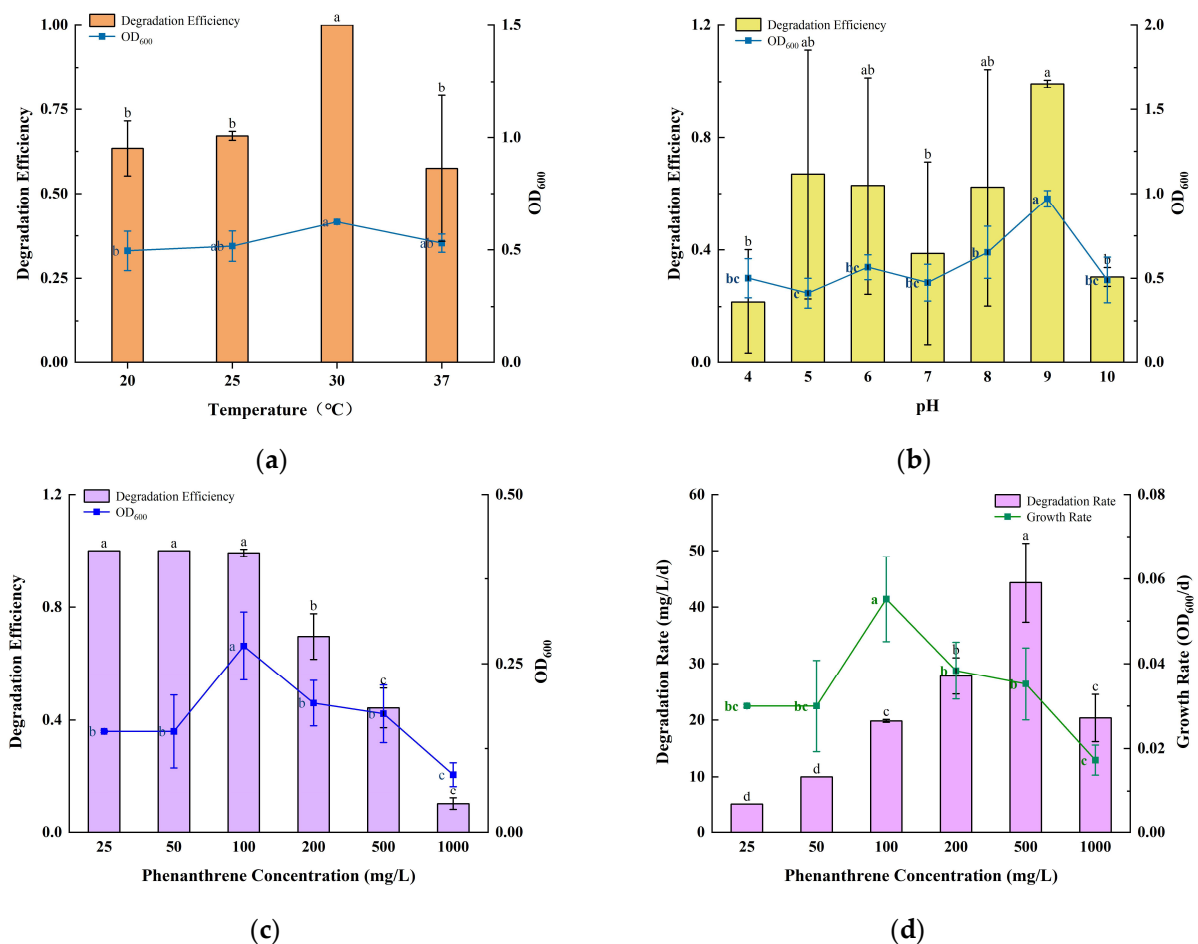 Degradation Efficiency
OD600
1.00
0.75
0.50
0.25
0.00
Degradation Efficiency
1.5
1.0
0.5
0.0
OD600
b
b
a
b
b
ab
a
ab
20 25 30 37
Temperature（°C）
(a)
Degradation Efficiency
OD600
1.2
0.8
0.4
0.0
Degradation Efficiency
2.0
1.5
1.0
0.5
0.0
OD600
b
ab
ab
b
ab
a
b
bc
c
bc
bc
b
a
bc
4 5 6 7 8 9 10
pH
(b)
Degradation Efficiency
OD600
1.2
0.8
0.4
0.0
Degradation Efficiency
0.50
0.25
0.00
OD600
a
a
a
b
c
c
b
b
a
b
b
c
25 50 100 200 500 1000
Phenanthrene Concentration (mg/L)
(c)
Degradation Rate
Growth Rate
60
50
40
30
20
10
0
Degradation Rate (mg/L/d)
0.08
0.06
0.04
0.02
0.00
Growth Rate (OD600/d)
d
d
c
b
a
c
bc
bc
a
b
b
c
25 50 100 200 500 1000
Phenanthrene Concentration (mg/L)
(d)